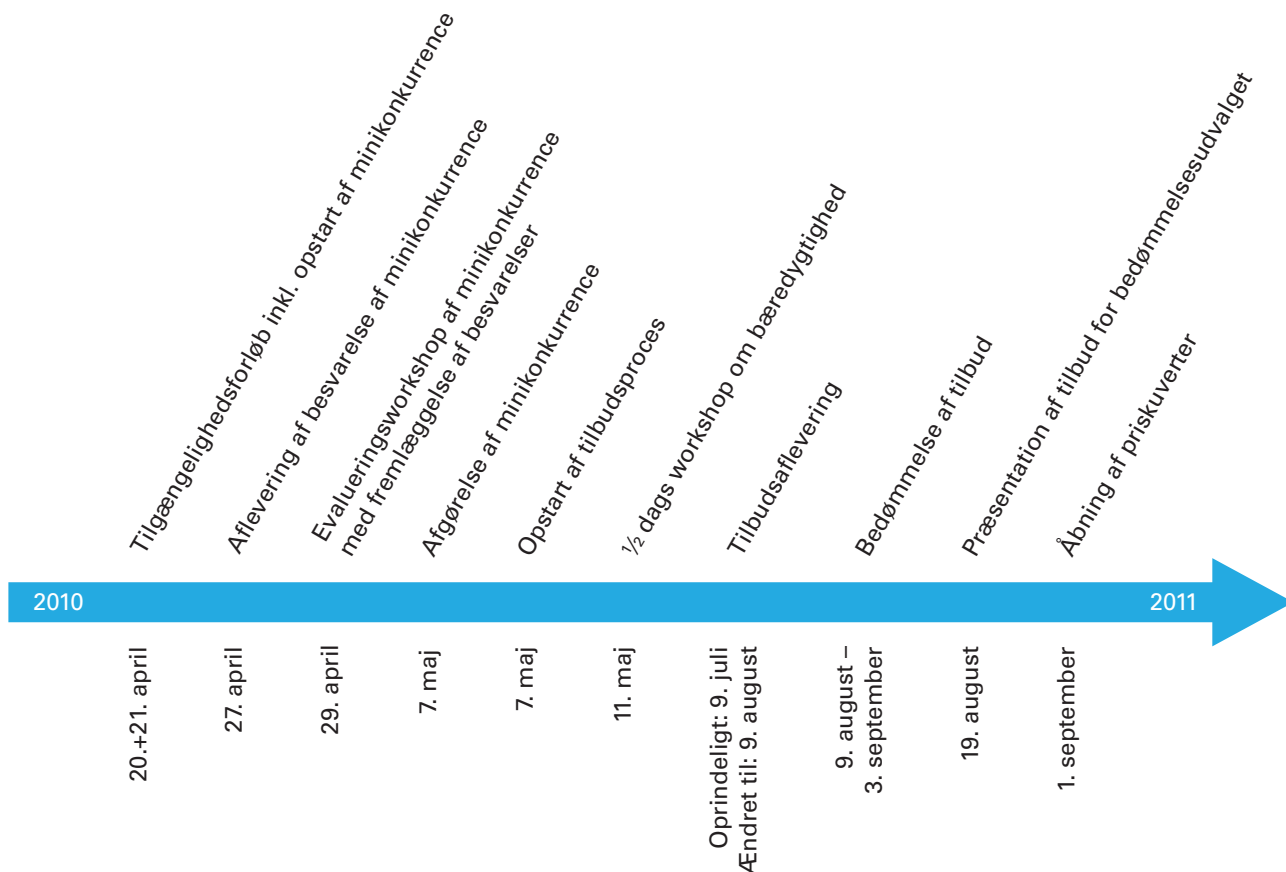 Tilgængelighedsforløb inkl. opstart af minikonkurrence
Aflevering af besvarelse af minikonkurrence
Evalueringsworkshop af minikonkurrence
med fremlæggelse af besvarelser
Afgørelse af minikonkurrence
Opstart af tilbudsproces
½ dags workshop om bæredygtighed
Tilbudsaflevering
Bedømmelse af tilbud
Præsentation af tilbud for bedømmelsesudvalget
Åbning af priskuverter
2010
2011
20.+21. april
27. april
29. april
7. maj
7. maj
11. maj
Oprindeligt: 9. juli
Ændret til: 9. august
9. august –
3. september
19. august
1. september